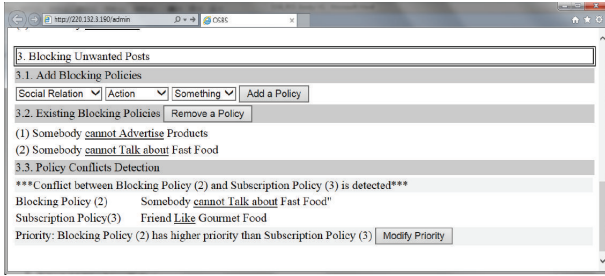 http://220.132.3.190/admin
OSBS
3. Blocking Unwanted Posts
3.1. Add Blocking Policies
Social Relation Action Something Add a Policy
3.2. Existing Blocking Policies Remove a Policy
(1) Somebody cannot Advertise Products
(2) Somebody cannot Talk about Fast Food
3.3. Policy Conflicts Detection
***Conflict between Blocking Policy (2) and Subscription Policy (3) is detected***
Blocking Policy (2) Somebody cannot Talk about Fast Food"
Subscription Policy(3) Friend Like Gourmet Food
Priority: Blocking Policy (2) has higher priority than Subscription Policy (3) Modify Priority